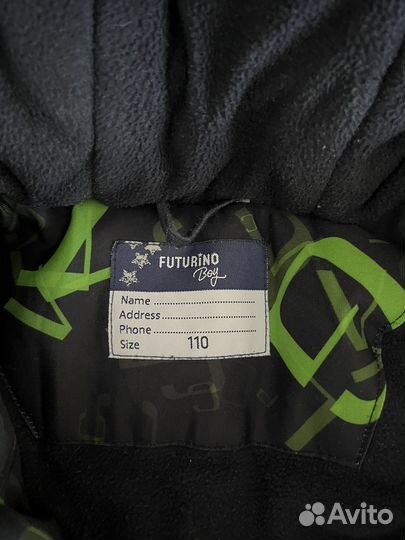 FUTURiNO
Boy
Name
Address
Phone
Size 110
Avito